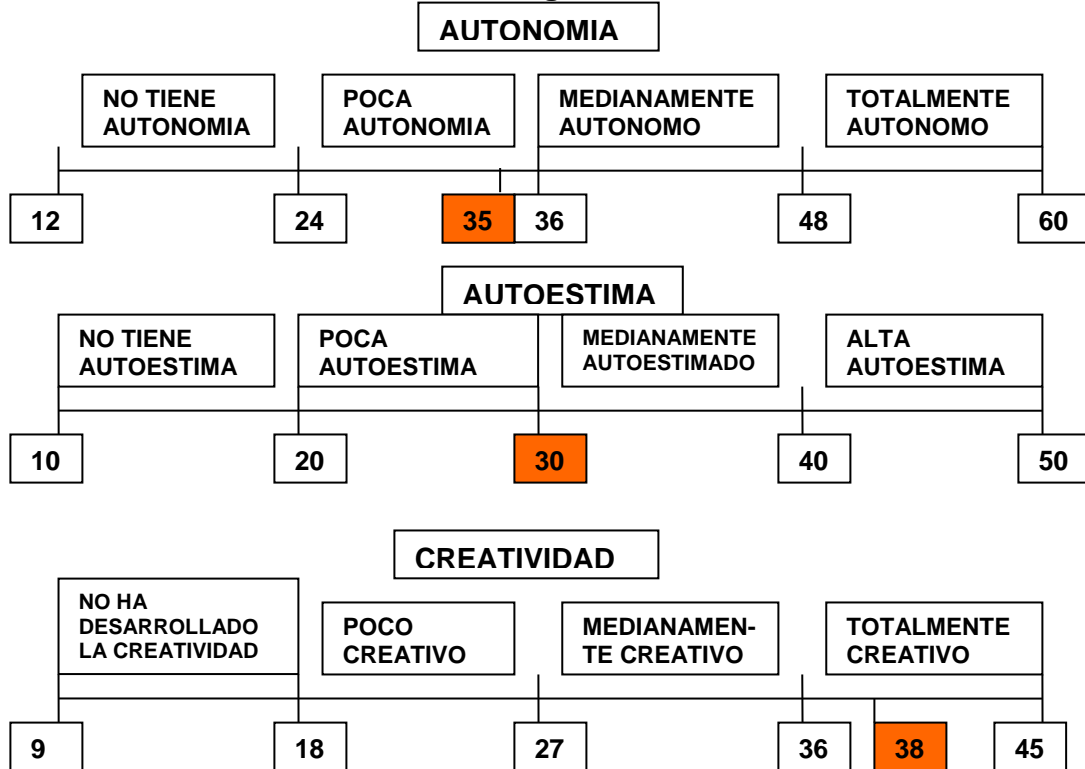 AUTONOMIA
NO TIENE
AUTONOMIA
POCA
AUTONOMIA
MEDIANAMENTE
AUTONOMO
TOTALMENTE
AUTONOMO
12
24
35
36
48
60
AUTOESTIMA
NO TIENE
AUTOESTIMA
POCA
AUTOESTIMA
MEDIANAMENTE
AUTOESTIMADO
ALTA
AUTOESTIMA
10
20
30
40
50
CREATIVIDAD
NO HA
DESARROLLADO
LA CREATIVIDAD
POCO
CREATIVO
MEDIANAMEN-
TE CREATIVO
TOTALMENTE
CREATIVO
9
18
27
36
38
45